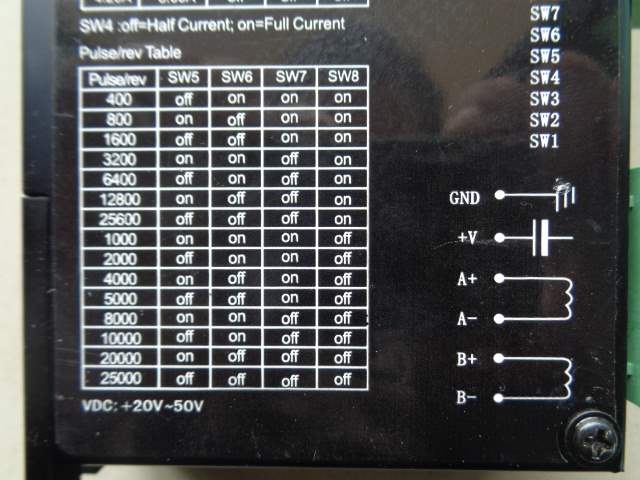 SW4 :off=Half Current; on=Full Current
Pulse/rev Table
Pulse/rev SW5 SW6 SW7 SW8
400 off on on on
800 on off on on
1600 off off on on
3200 on on off on
6400 off on off on
12800 on off off on
25600 off off off on
1000 on on on off
2000 off on on off
4000 on off on off
5000 off off on off
8000 on on off off
10000 off on off off
20000 on off off off
25000 off off off off
VDC: +20V~50V
SW7
SW6
SW5
SW4
SW3
SW2
SW1
GND
+V
A+
A-
B+
B-